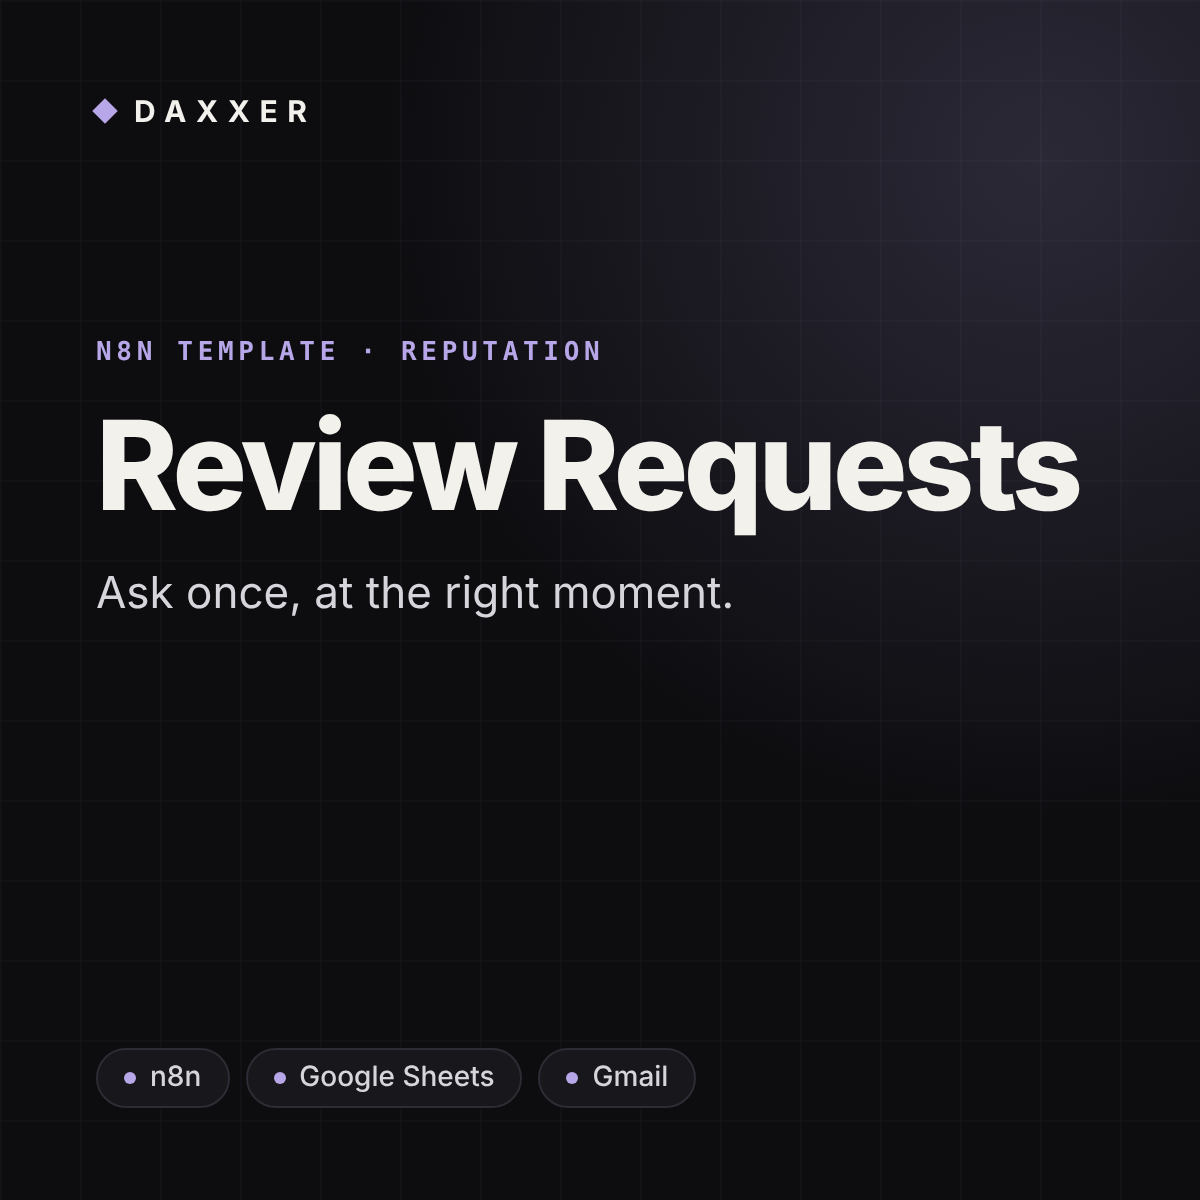 DAXXER
N8N TEMPLATE · REPUTATION
Review Requests
Ask once, at the right moment.
n8n
Google Sheets
Gmail